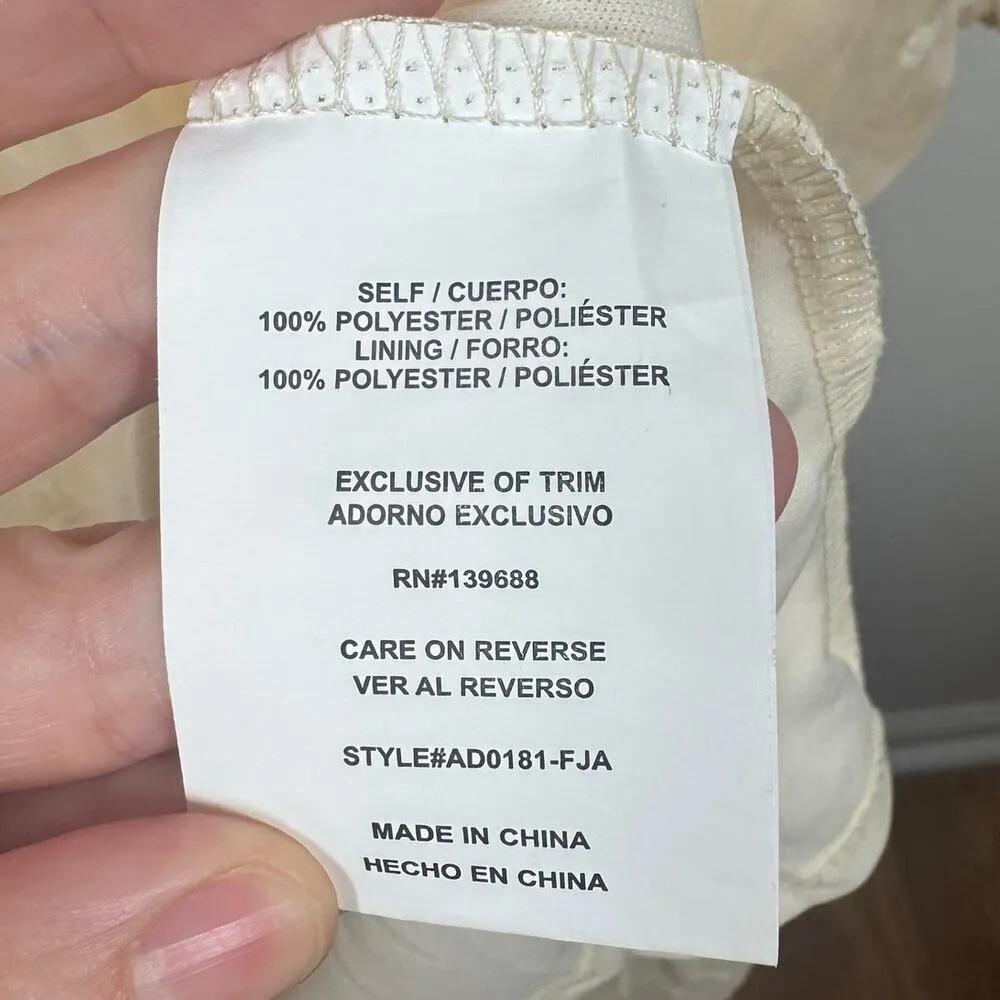 SELF / CUERPO:
100% POLYESTER / POLIÉSTER
LINING / FORRO:
100% POLYESTER / POLIÉSTER
EXCLUSIVE OF TRIM
ADORNO EXCLUSIVO
RN#139688
CARE ON REVERSE
VER AL REVERSO
STYLE#AD0181-FJA
MADE IN CHINA
HECHO EN CHINA